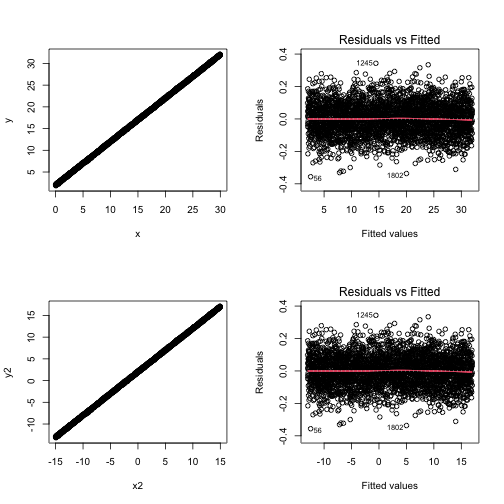 y
5 10 15 20 25 30
0 5 10 15 20 25 30
x
Residuals vs Fitted
Residuals
-0.4 -0.2 0.0 0.2 0.4
1245
56
1802
5 10 15 20 25 30
Fitted values
y2
-10 -5 0 5 10 15
-15 -10 -5 0 5 10 15
x2
Residuals vs Fitted
Residuals
-0.4 -0.2 0.0 0.2 0.4
1245
56
1802
-10 -5 0 5 10 15
Fitted values